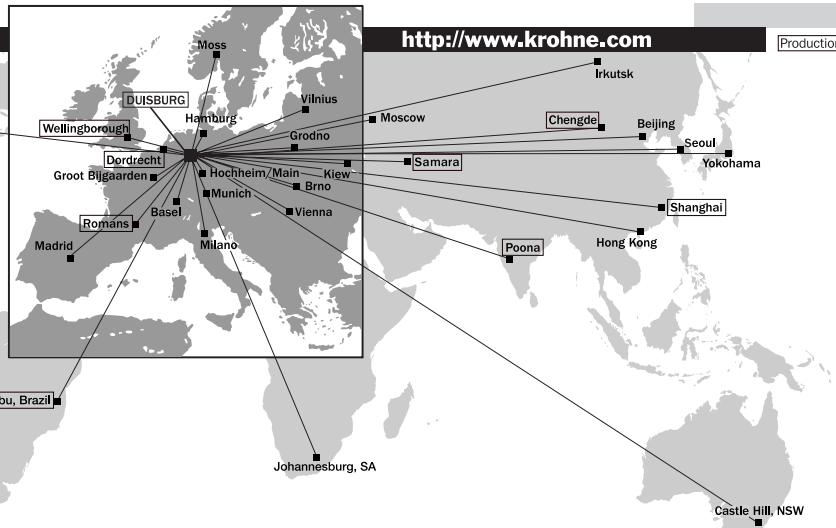 http://www.krohne.com
Production
Moss
Irkutsk
DUISBURG
Vilnius
Hamburg
Moscow
Chengde
Beijing
Wellingborough
Grodno
Seoul
Dordrecht
Samara
Yokohama
Groot Bijgaarden
Hochheim/Main
Kiew
Munich
Brno
Basel
Vienna
Shanghai
Romans
Madrid
Milano
Poona
Hong Kong
bu, Brazil
Johannesburg, SA
Castle Hill, NSW